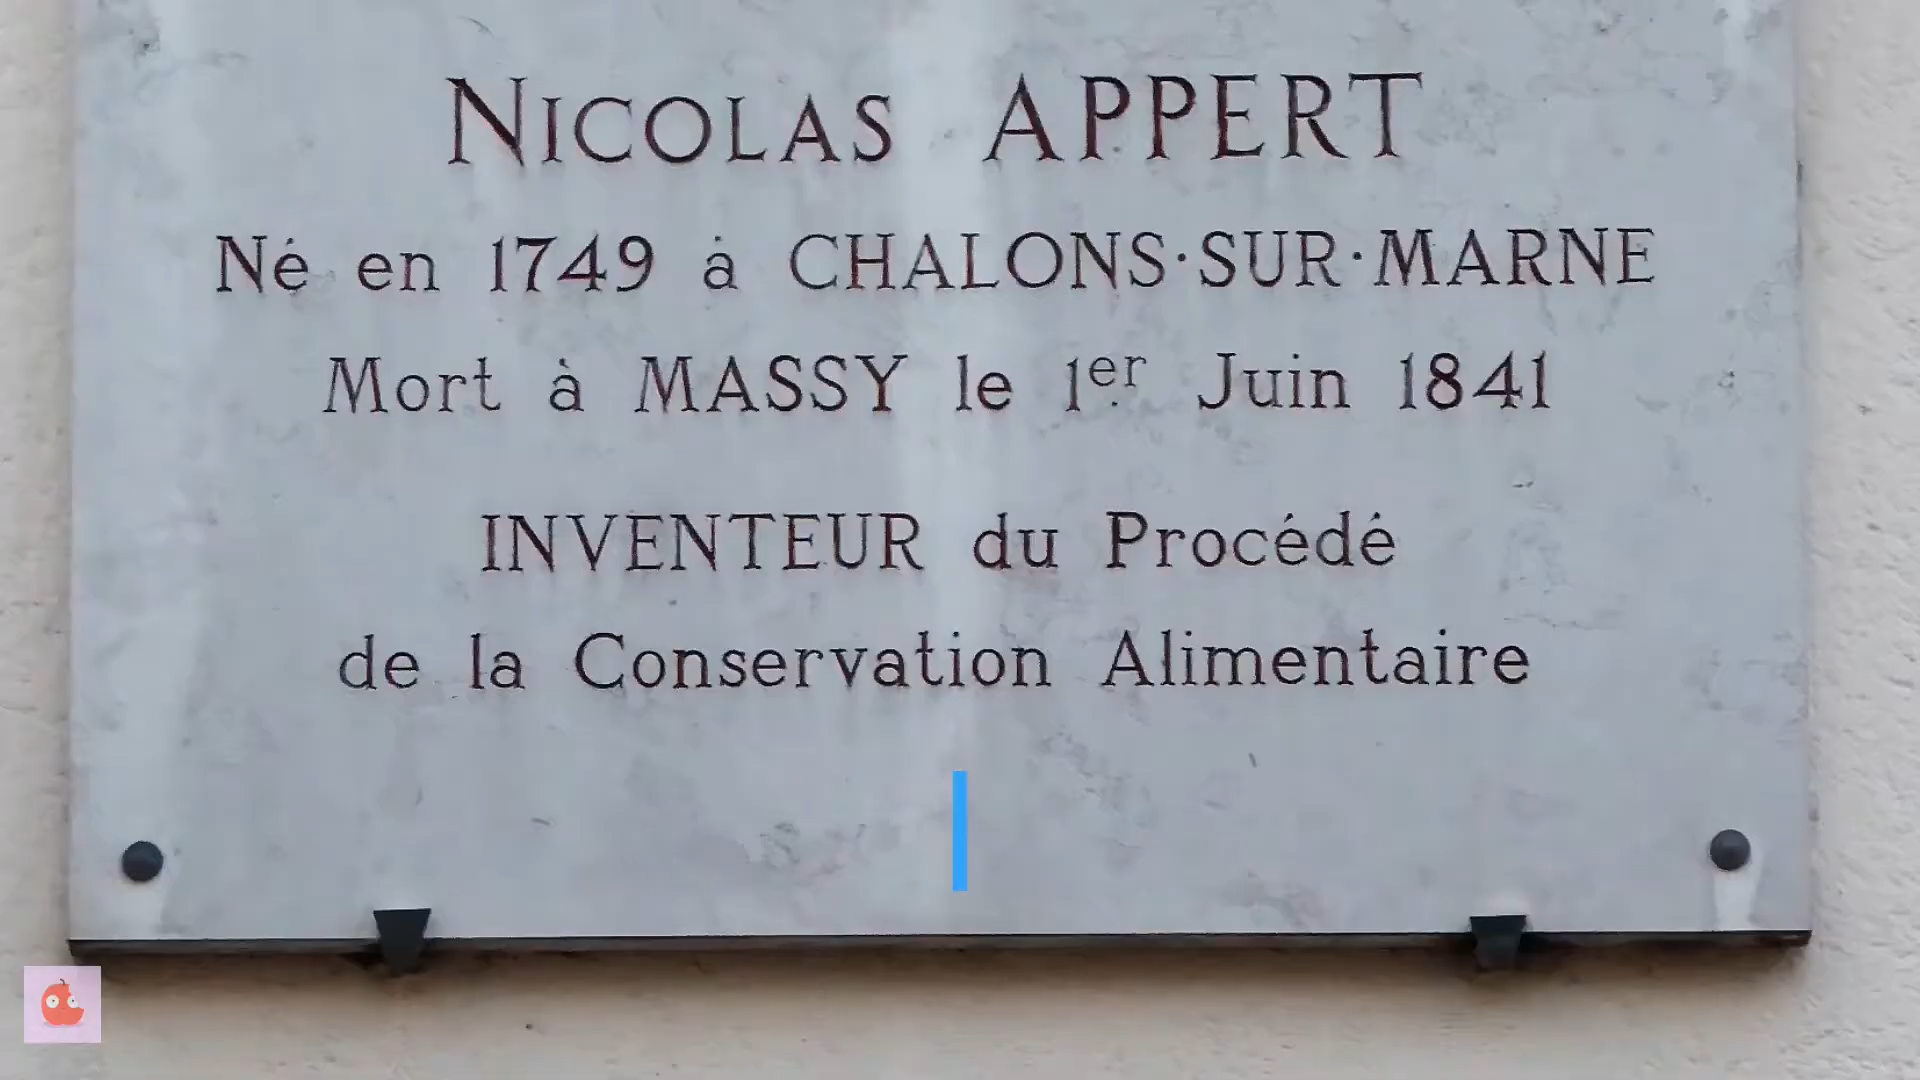 NICOLAS APPERT
Né en 1749 à CHALONS·SUR·MARNE
Mort à MASSY le 1er Juin 1841
INVENTEUR du Procédé
de la Conservation Alimentaire